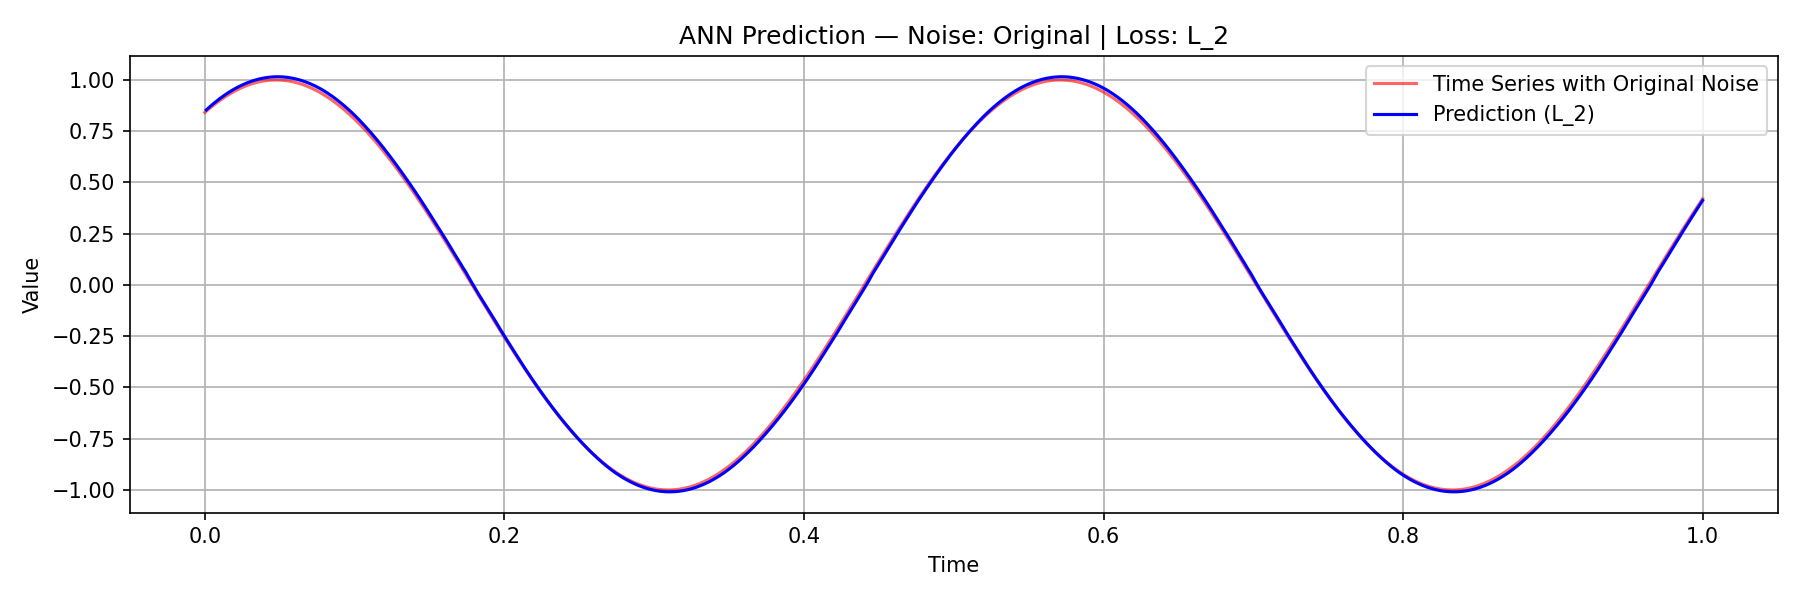 ANN Prediction — Noise: Original | Loss: L_2
Time Series with Original Noise
Prediction (L_2)
Value
1.00
0.75
0.50
0.25
0.00
−0.25
−0.50
−0.75
−1.00
0.0 0.2 0.4 0.6 0.8 1.0
Time